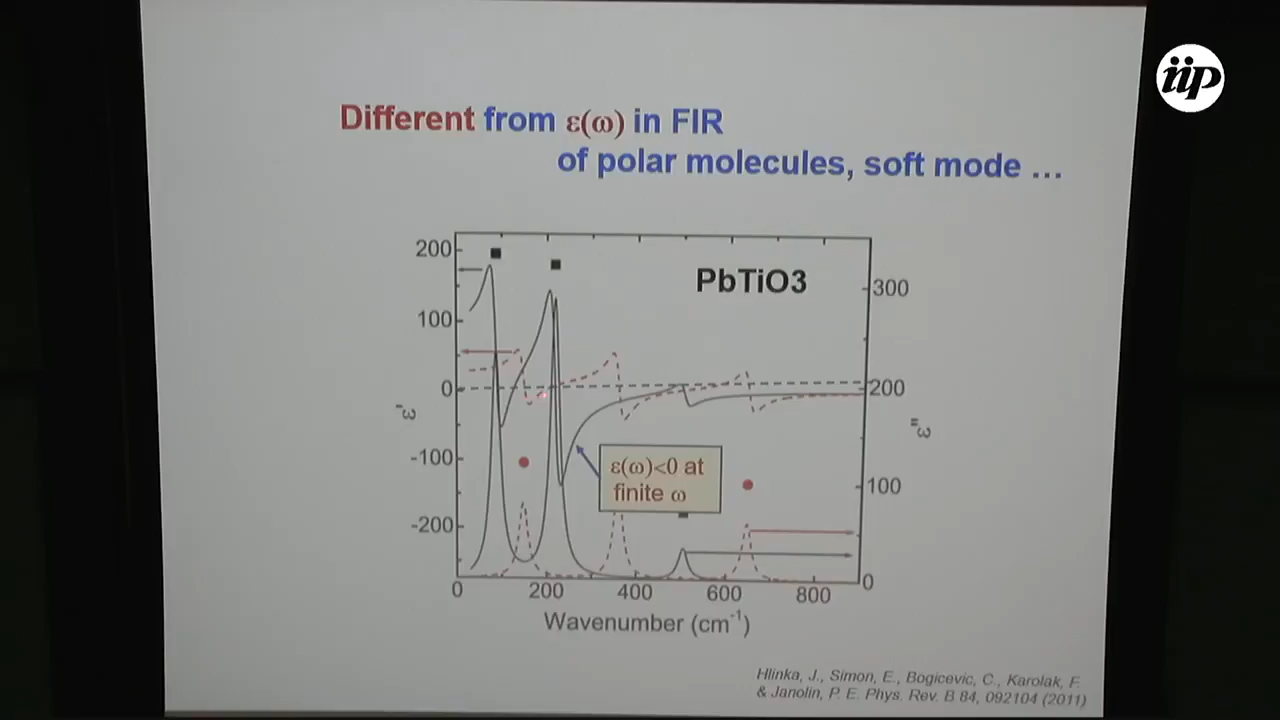 iip
Different from ε(ω) in FIR
of polar molecules, soft mode ...
PbTiO3
200
100
0
-100
-200
ε'
300
200
100
0
ε"
ε(ω)<0 at
finite ω
0 200 400 600 800
Wavenumber (cm⁻¹)
Hlinka, J., Simon, E., Bogicevic, C., Karolak, F.
& Janolin, P. E. Phys. Rev. B 84, 092104 (2011)